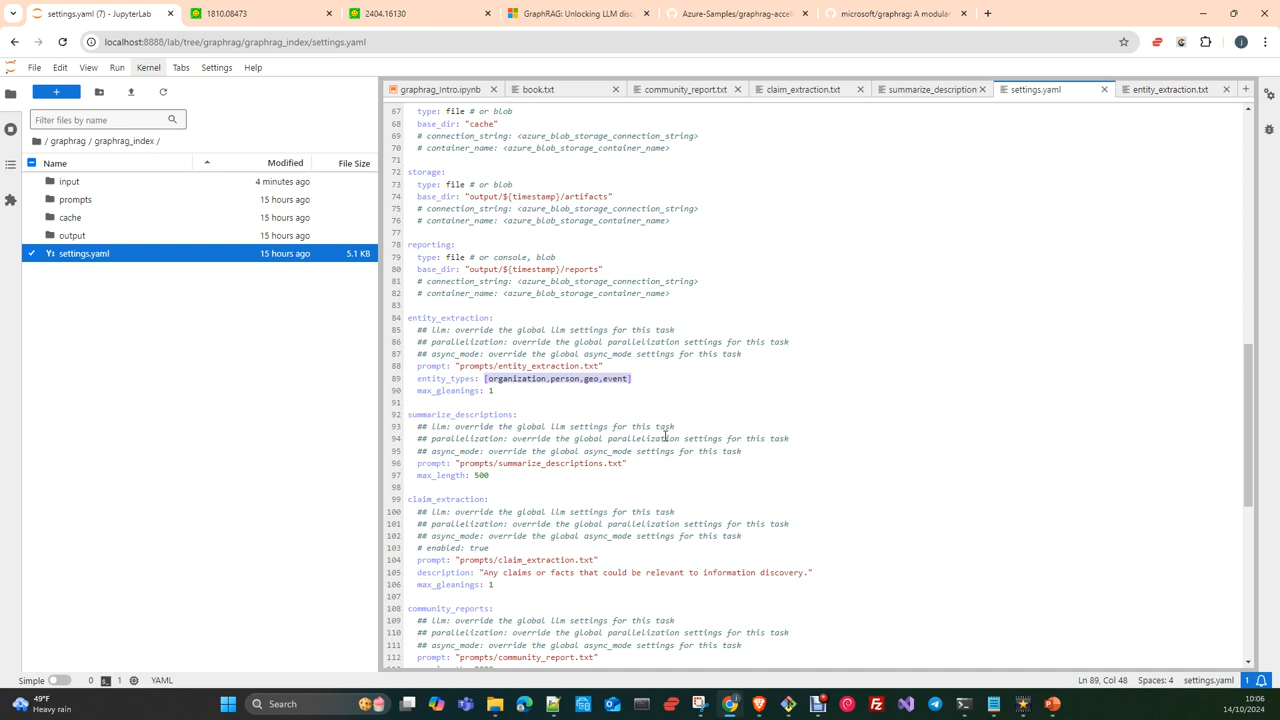 settings.yaml (7) - JupyterLab
1810.08473
2404.16130
GraphRAG: Unlocking LLM disc
Azure-Samples/graphrag-accel
microsoft/graphrag: A modular
localhost:8888/lab/tree/graphrag/graphrag_index/settings.yaml
File Edit View Run Kernel Tabs Settings Help
graphrag_Intro.ipynb
book.txt
community_report.txt
claim_extraction.txt
summarize_description
settings.yaml
entity_extraction.txt
Filter files by name
/ graphrag / graphrag_index /
Name Modified File Size
input 4 minutes ago
prompts 15 hours ago
cache 15 hours ago
output 15 hours ago
Y: settings.yaml 15 hours ago 5.1 KB
67 type: file # or blob
68 base_dir: "cache"
69 # connection_string: <azure_blob_storage_connection_string>
70 # container_name: <azure_blob_storage_container_name>
71
72 storage:
73 type: file # or blob
74 base_dir: "output/${timestamp}/artifacts"
75 # connection_string: <azure_blob_storage_connection_string>
76 # container_name: <azure_blob_storage_container_name>
77
78 reporting:
79 type: file # or console, blob
80 base_dir: "output/${timestamp}/reports"
81 # connection_string: <azure_blob_storage_connection_string>
82 # container_name: <azure_blob_storage_container_name>
83
84 entity_extraction:
85 ## llm: override the global llm settings for this task
86 ## parallelization: override the global parallelization settings for this task
87 ## async_mode: override the global async_mode settings for this task
88 prompt: "prompts/entity_extraction.txt"
89 entity_types: [organization,person,geo,event]
90 max_gleanings: 1
91
92 summarize_descriptions:
93 ## llm: override the global llm settings for this task
94 ## parallelization: override the global parallelization settings for this task
95 ## async_mode: override the global async_mode settings for this task
96 prompt: "prompts/summarize_descriptions.txt"
97 max_length: 500
98
99 claim_extraction:
100 ## llm: override the global llm settings for this task
101 ## parallelization: override the global parallelization settings for this task
102 ## async_mode: override the global async_mode settings for this task
103 # enabled: true
104 prompt: "prompts/claim_extraction.txt"
105 description: "Any claims or facts that could be relevant to information discovery."
106 max_gleanings: 1
107
108 community_reports:
109 ## llm: override the global llm settings for this task
110 ## parallelization: override the global parallelization settings for this task
111 ## async_mode: override the global async_mode settings for this task
112 prompt: "prompts/community_report.txt"
Simple 0 1 YAML
Ln 89, Col 48 Spaces: 4 settings.yaml 1
49°F
Heavy rain
Search
10:06
14/10/2024